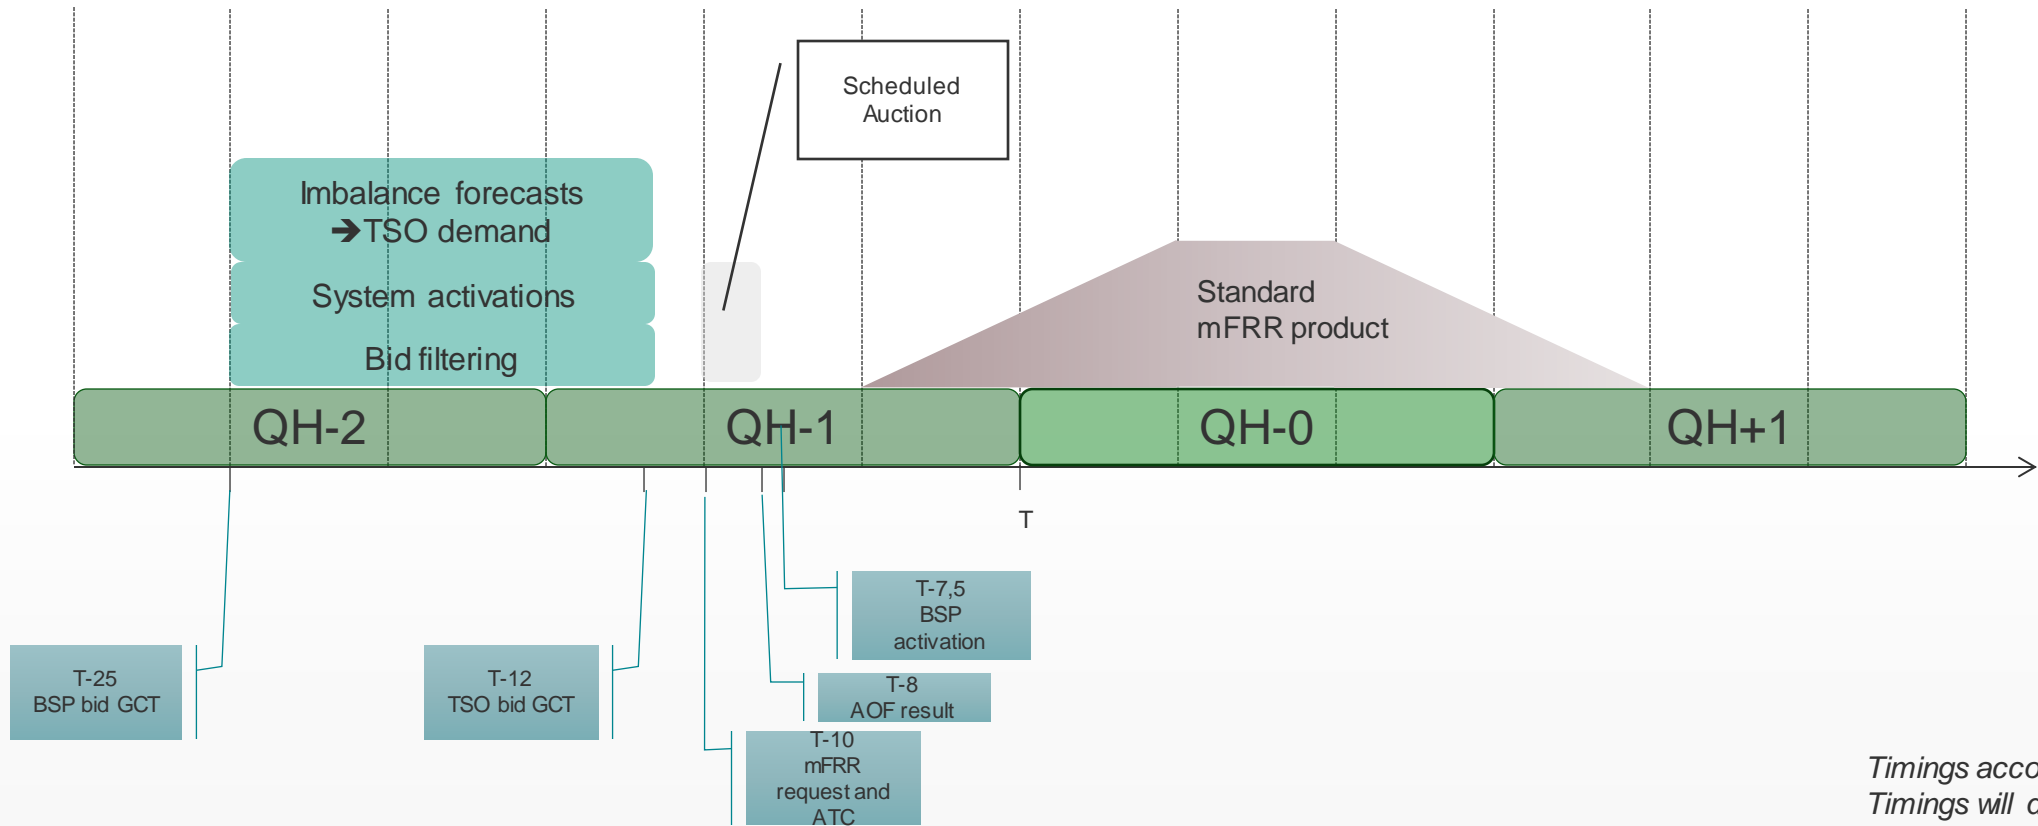 Scheduled
Auction
Imbalance forecasts
➔TSO demand
System activations
Bid filtering
Standard
mFRR product
QH-2
QH-1
QH-0
QH+1
T
T-7,5
BSP
activation
T-25
BSP bid GCT
T-12
TSO bid GCT
T-8
AOF result
T-10
mFRR
request and
ATC
Timings
Timings will